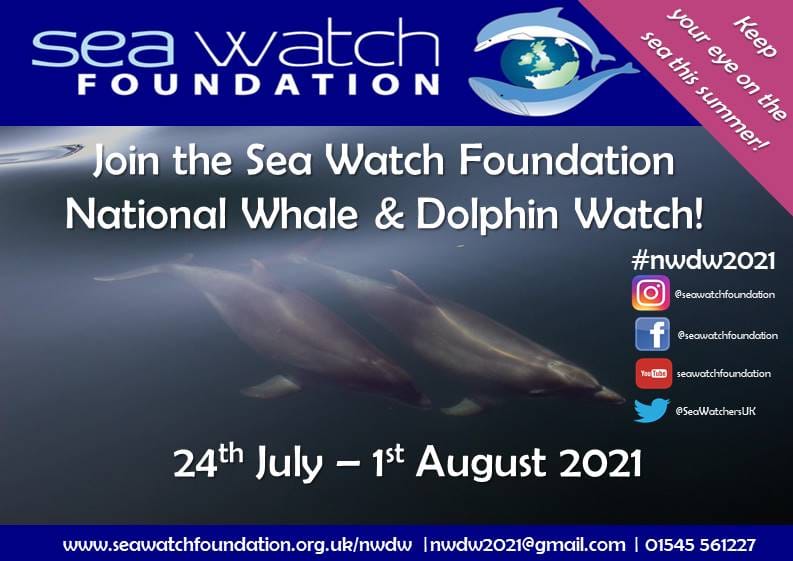 sea watch
FOUNDATION
Keep
your eye on the
sea this summer!
Join the Sea Watch Foundation
National Whale & Dolphin Watch!
#nwdw2021
@seawatchfoundation
@seawatchfoundation
You Tube
seawatchfoundation
@SeaWatchersUK
24th July – 1st August 2021
www.seawatchfoundation.org.uk/nwdw |nwdw2021@gmail.com | 01545 561227